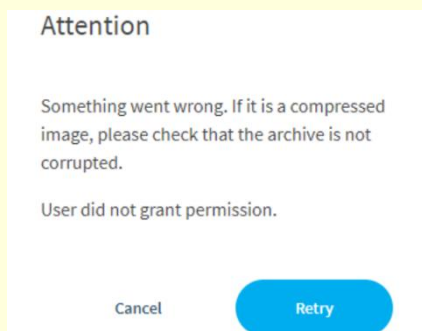 Attention
Something went wrong. If it is a compressed
image, please check that the archive is not
corrupted.
User did not grant permission.
Cancel
Retry